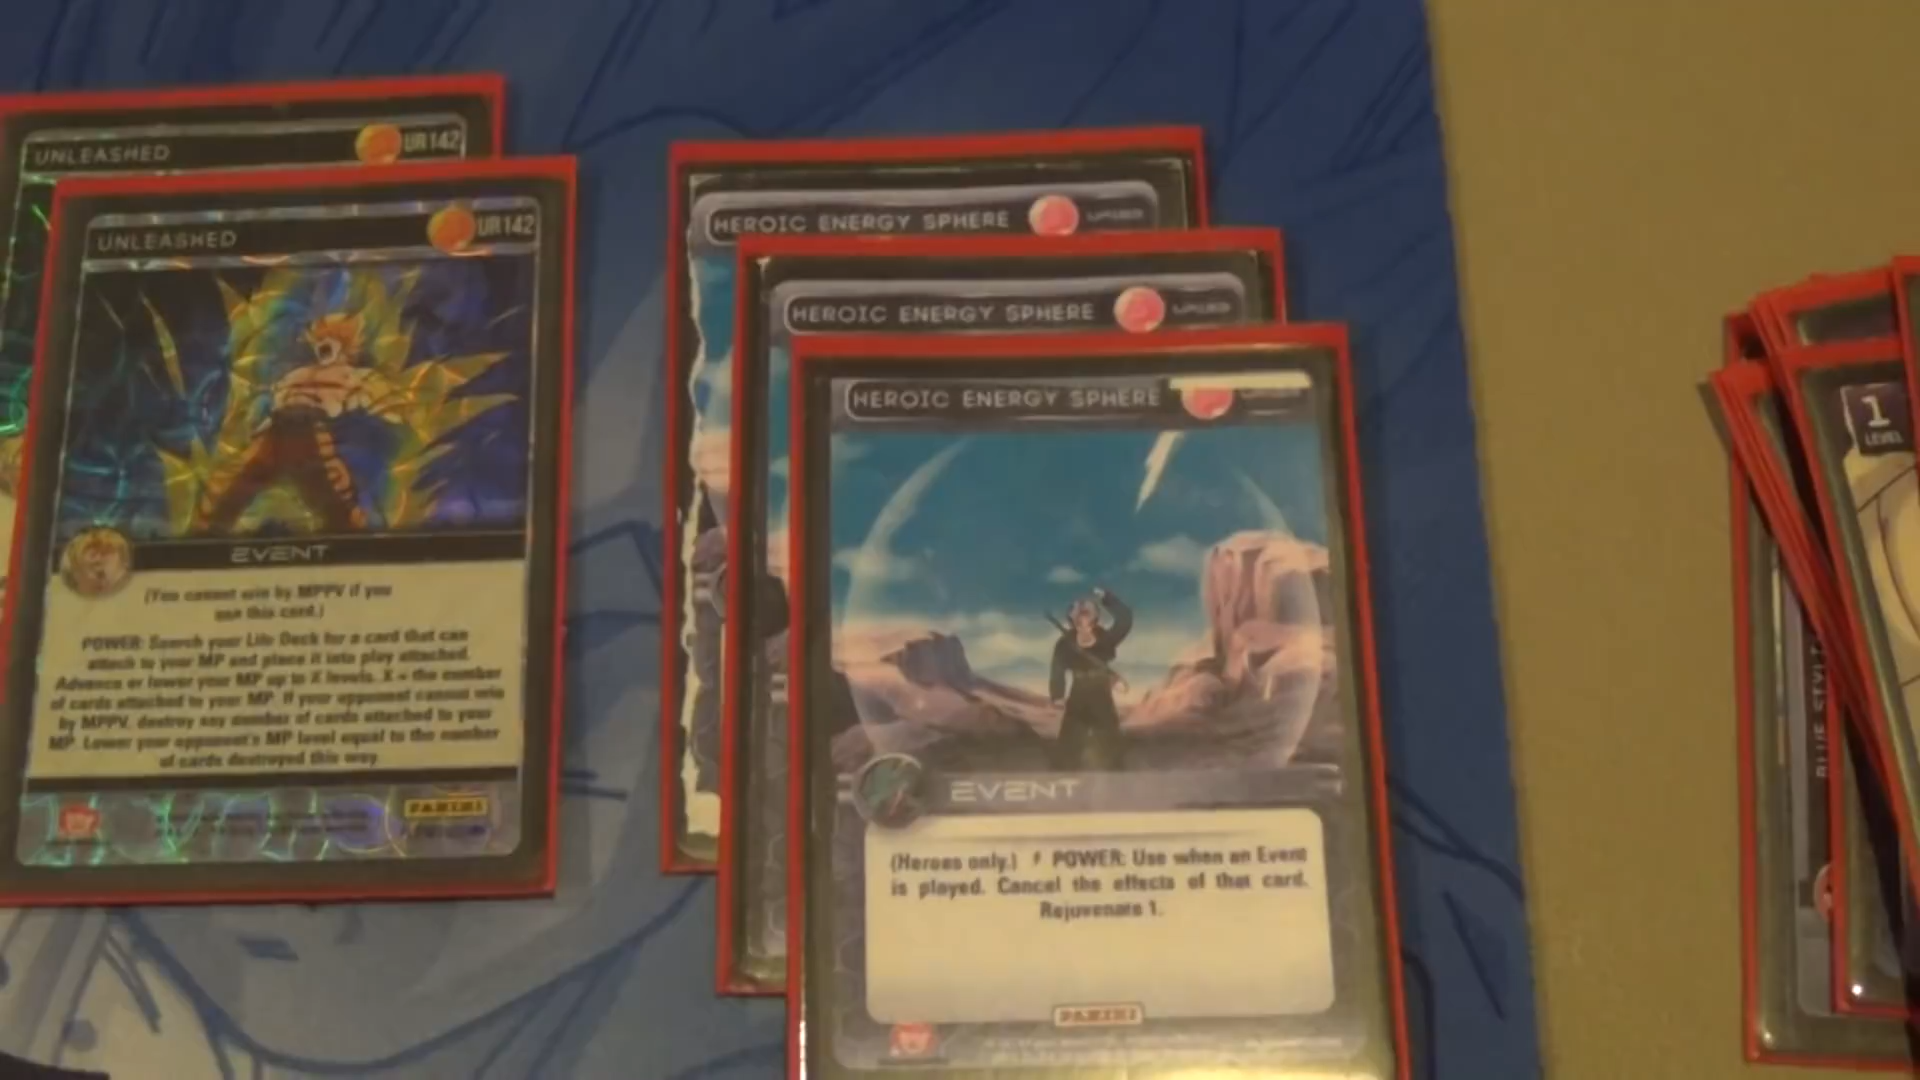 UNLEASHED
UR142
UNLEASHED
UR142
EVENT
(You cannot win by MPPV if you
use this card.)
POWER: Search your Life Deck for a card that can
attach to your MP and place it into play attached.
Advance or lower your MP up to X levels. X = the number
of cards attached to your MP. If your opponent cannot win
by MPPV, destroy any number of cards attached to your
MP. Lower your opponent's MP level equal to the number
of cards destroyed this way.
PANINI
HEROIC ENERGY SPHERE
HEROIC ENERGY SPHERE
HEROIC ENERGY SPHERE
EVENT
(Heroes only.) POWER: Use when an Event
is played. Cancel the effects of that card.
Rejuvenate 1.
PANINI
1
LEVEL
BLUE STYLE